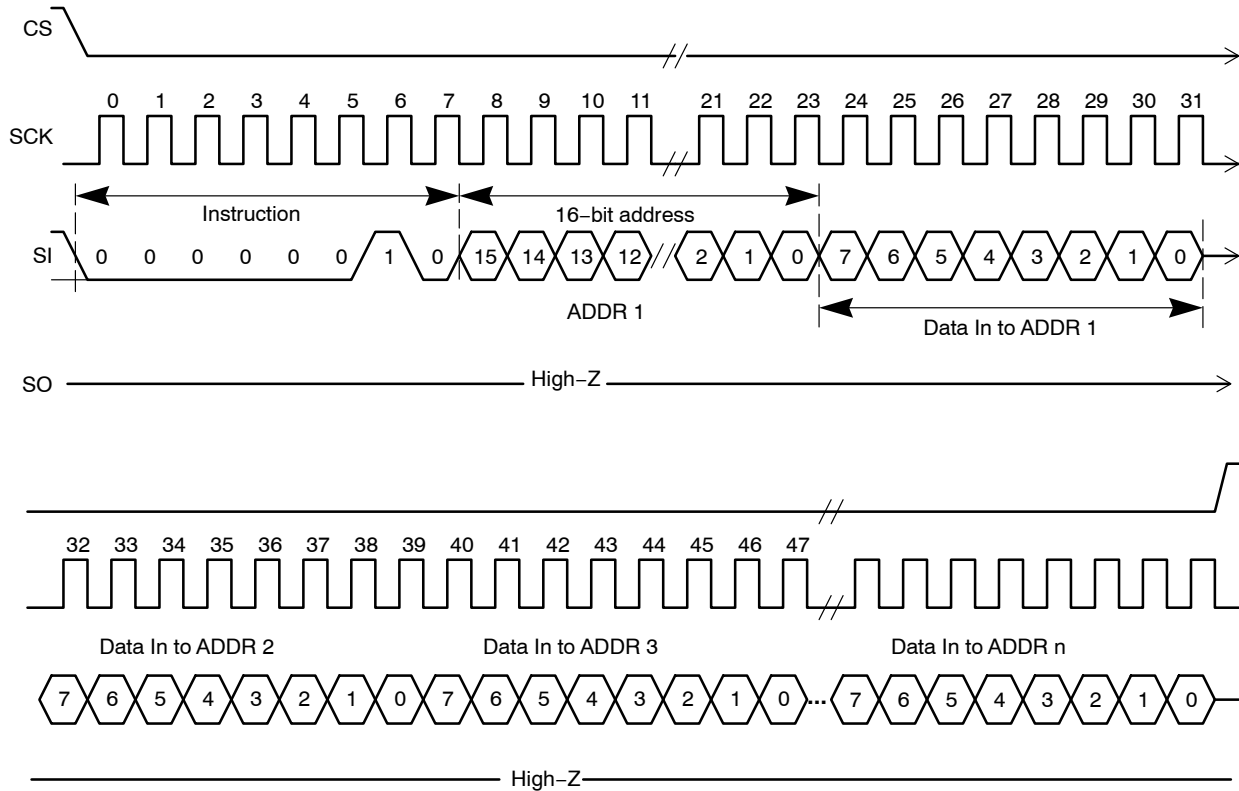 CS
0 1 2 3 4 5 6 7 8 9 10 11 21 22 23 24 25 26 27 28 29 30 31
SCK
Instruction 16−bit address
SI 0 0 0 0 0 0 1 0 15 14 13 12 2 1 0 7 6 5 4 3 2 1 0
ADDR 1
Data In to ADDR 1
SO High−Z
32 33 34 35 36 37 38 39 40 41 42 43 44 45 46 47
Data In to ADDR 2 Data In to ADDR 3 Data In to ADDR n
7 6 5 4 3 2 1 0 7 6 5 4 3 2 1 0 ... 7 6 5 4 3 2 1 0
High−Z